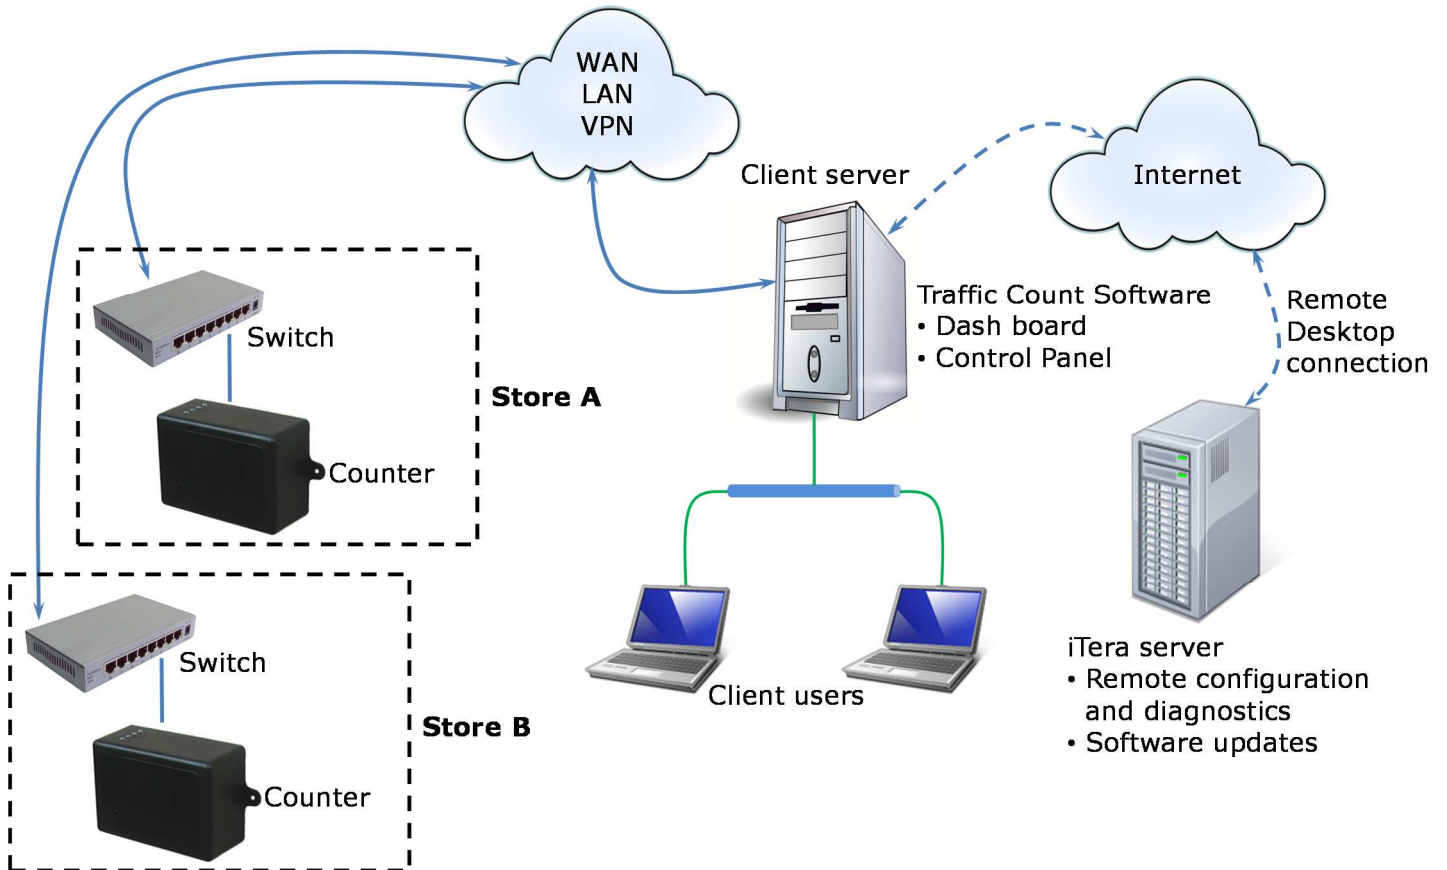 WAN
LAN
VPN
Client server
Internet
Traffic Count Software
• Dash board
• Control Panel
Remote
Desktop
connection
Switch
Store A
Counter
Switch
Store B
Counter
Client users
iTera server
• Remote configuration
and diagnostics
• Software updates